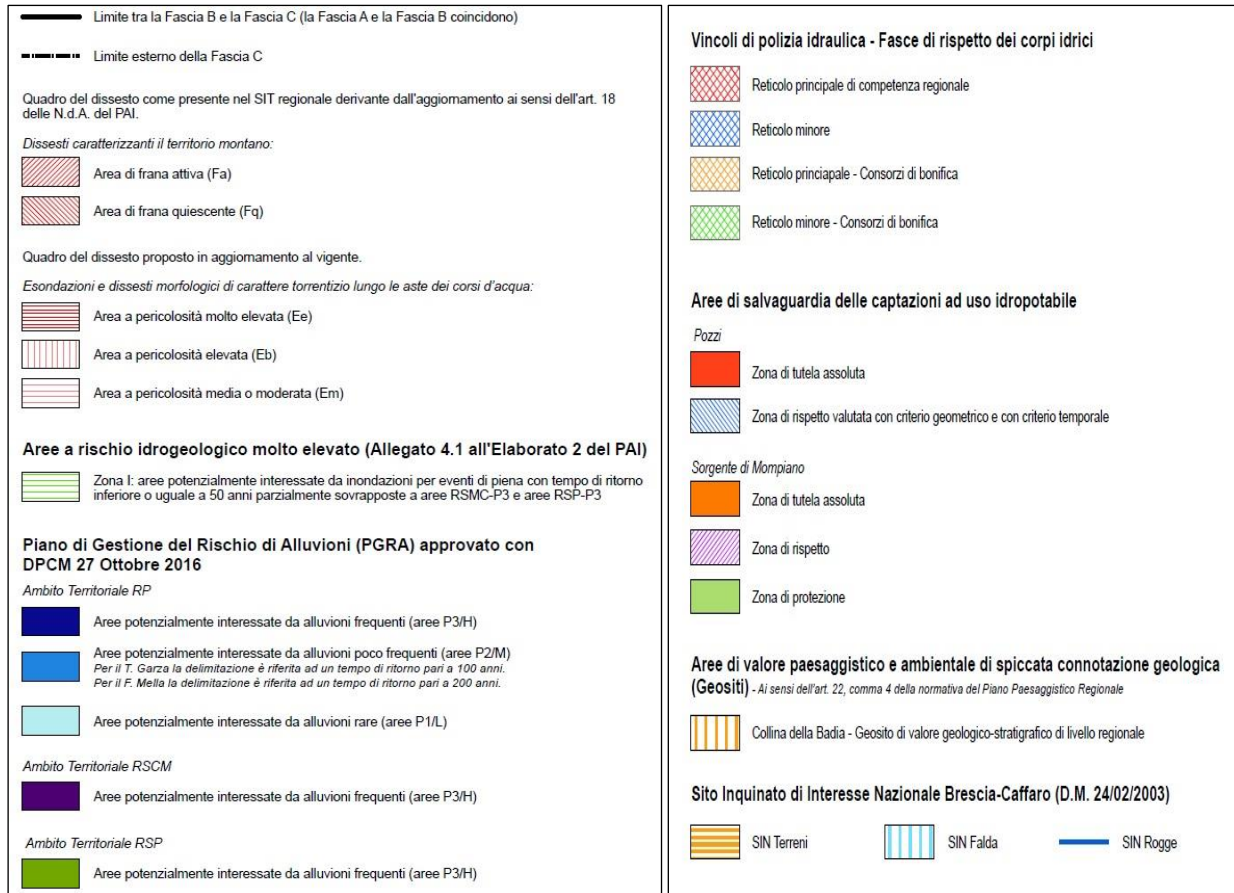 Limite tra la Fascia B e la Fascia C (la Fascia A e la Fascia B coincidono)
Limite esterno della Fascia C
Quadro del dissesto come presente nel SIT regionale derivante dall'aggiornamento ai sensi dell'art. 18
delle N.d.A. del PAI.
Dissesti caratterizzanti il territorio montano:
Area di frana attiva (Fa)
Area di frana quiescente (Fq)
Quadro del dissesto proposto in aggiornamento al vigente.
Esondazioni e dissesti morfologici di carattere torrentizio lungo le aste dei corsi d'acqua:
Area a pericolosità molto elevata (Ee)
Area a pericolosità elevata (Eb)
Area a pericolosità media o moderata (Em)
Aree a rischio idrogeologico molto elevato (Allegato 4.1 all'Elaborato 2 del PAI)
Zona I: aree potenzialmente interessate da inondazioni per eventi di piena con tempo di ritorno
inferiore o uguale a 50 anni parzialmente sovrapposte a aree RSMC-P3 e aree RSP-P3
Piano di Gestione del Rischio di Alluvioni (PGRA) approvato con
DPCM 27 Ottobre 2016
Ambito Territoriale RP
Aree potenzialmente interessate da alluvioni frequenti (aree P3/H)
Aree potenzialmente interessate da alluvioni poco frequenti (aree P2/M)
Per il T. Garza la delimitazione è riferita ad un tempo di ritorno pari a 100 anni.
Per il F. Mella la delimitazione è riferita ad un tempo di ritorno pari a 200 anni.
Aree potenzialmente interessate da alluvioni rare (aree P1/L)
Ambito Territoriale RSCM
Aree potenzialmente interessate da alluvioni frequenti (aree P3/H)
Ambito Territoriale RSP
Aree potenzialmente interessate da alluvioni frequenti (aree P3/H)
Vincoli di polizia idraulica - Fasce di rispetto dei corpi idrici
Reticolo principale di competenza regionale
Reticolo minore
Reticolo princiapale - Consorzi di bonifica
Reticolo minore - Consorzi di bonifica
Aree di salvaguardia delle captazioni ad uso idropotabile
Pozzi
Zona di tutela assoluta
Zona di rispetto valutata con criterio geometrico e con criterio temporale
Sorgente di Mompiano
Zona di tutela assoluta
Zona di rispetto
Zona di protezione
Aree di valore paesaggistico e ambientale di spiccata connotazione geologica
(Geositi) - Ai sensi dell'art. 22, comma 4 della normativa del Piano Paesaggistico Regionale
Collina della Badia - Geosito di valore geologico-stratigrafico di livello regionale
Sito Inquinato di Interesse Nazionale Brescia-Caffaro (D.M. 24/02/2003)
SIN Terreni
SIN Falda
SIN Rogge